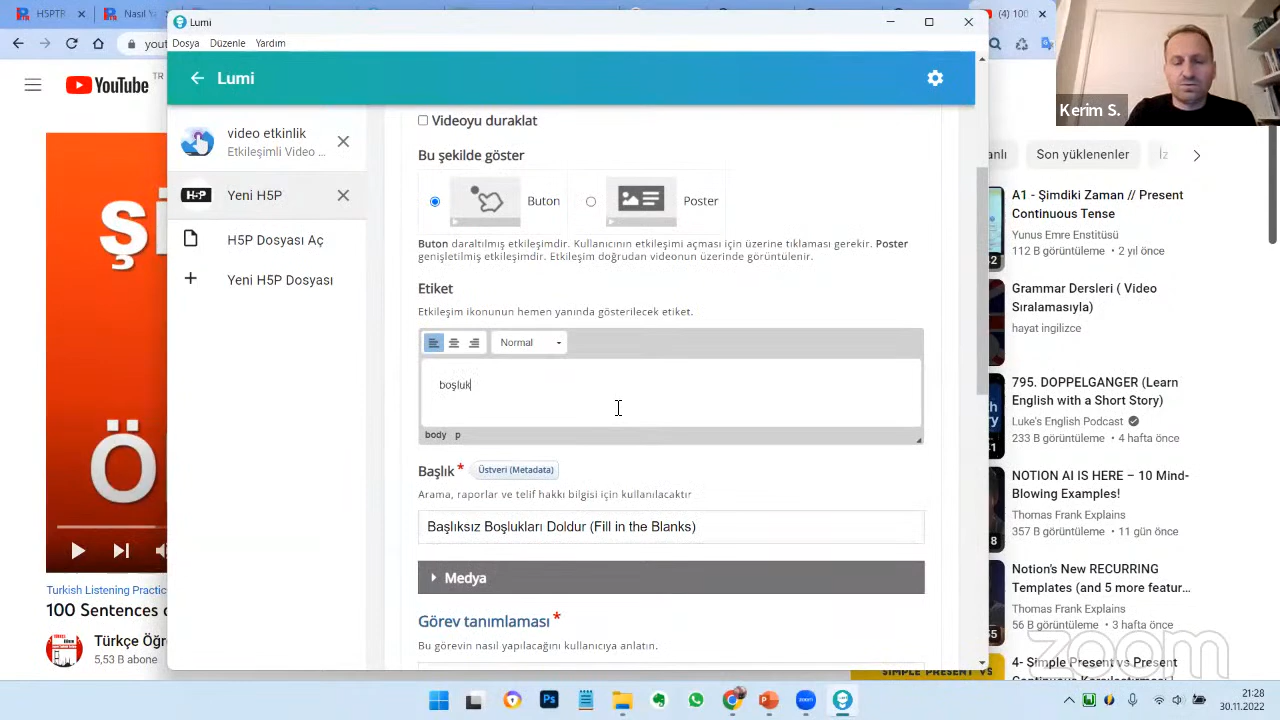 TR
YouTube
TR
Lumi
Dosya Düzenle Yardım
(4) 100
you
Lumi
Kerim S.
video etkinlik
Etkileşimli Video ...
Yeni H5P
H5P Dosyası Aç
Yeni H5P Dosyası
Videoyu duraklat
Bu şekilde göster
Buton
Poster
Buton daraltılmış etkileşimdir. Kullanıcının etkileşimi açması için üzerine tıklaması gerekir. Poster
genişletilmiş etkileşimdir. Etkileşim doğrudan videonun üzerinde görüntülenir.
Etiket
Etkileşim ikonunun hemen yanında gösterilecek etiket.
Normal
boşluk
body p
Başlık * Üstveri (Metadata)
Arama, raporlar ve telif hakkı bilgisi için kullanılacaktır
Başlıksız Boşlukları Doldur (Fill in the Blanks)
Medya
Görev tanımlaması *
Bu görevin nasıl yapılacağını kullanıcıya anlatın.
Ş
Ö
Turkish Listening Practic
100 Sentences
Türkçe Öğr
5,53 B abone
anlı
Son yüklenenler
İz
A1 - Şimdiki Zaman // Present
Continuous Tense
Yunus Emre Enstitüsü
112 B görüntüleme • 2 yıl önce
Grammar Dersleri ( Video
Sıralamasıyla)
hayat ingilizce
795. DOPPELGANGER (Learn
English with a Short Story)
Luke's English Podcast
233 B görüntüleme • 4 hafta önce
NOTION AI IS HERE – 10 Mind-
Blowing Examples!
Thomas Frank Explains
357 B görüntüleme • 11 gün önce
Notion's New RECURRING
Templates (and 5 more featur...
Thomas Frank Explains
56 B görüntüleme • 3 hafta önce
4- Simple Present vs Present
SIMPLE PRESENT VS
zoom
21:28
30.11.2022